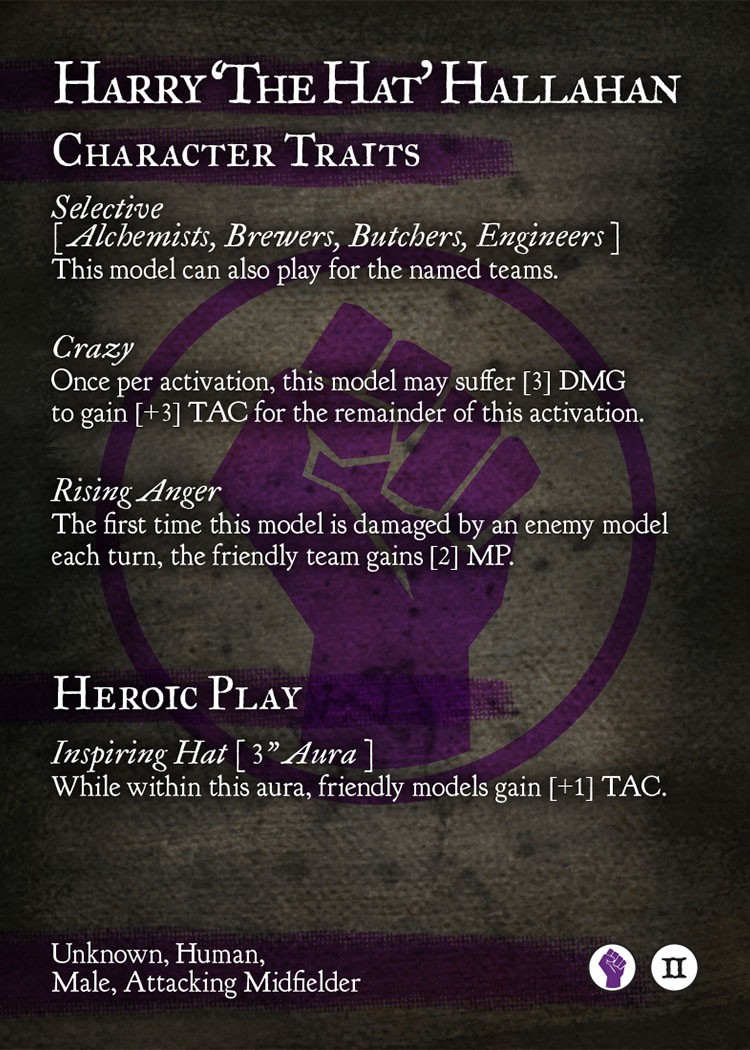 Harry ‘The Hat’ Hallahan
Character Traits
Selective
[ Alchemists, Brewers, Butchers, Engineers ]
This model can also play for the named teams.
Crazy
Once per activation, this model may suffer [3] DMG
to gain [+3] TAC for the remainder of this activation.
Rising Anger
The first time this model is damaged by an enemy model
each turn, the friendly team gains [2] MP.
Heroic Play
Inspiring Hat [ 3” Aura ]
While within this aura, friendly models gain [+1] TAC.
Unknown, Human,
Male, Attacking Midfielder
II